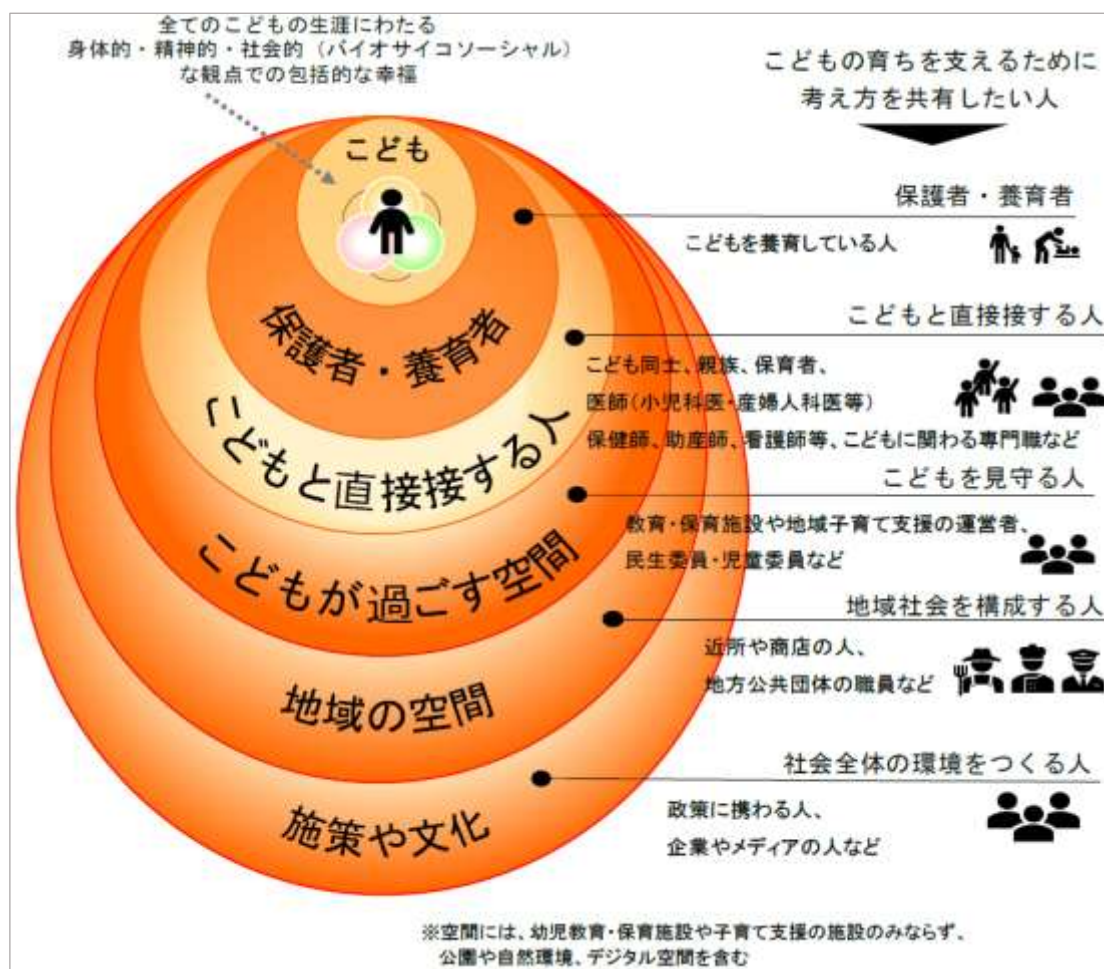 全てのこどもの生涯にわたる
身体的・精神的・社会的（バイオサイコソーシャル）
な観点での包括的な幸福
こどもの育ちを支えるために
考え方を共有したい人
こども
保護者・養育者
こどもと直接接する人
こどもが過ごす空間
地域の空間
施策や文化
保護者・養育者
こどもを養育している人
こどもと直接接する人
こども同士、親族、保育者、
医師（小児科医・産婦人科医等）
保健師、助産師、看護師等、こどもに関わる専門職など
こどもを見守る人
教育・保育施設や地域子育て支援の運営者、
民生委員・児童委員など
地域社会を構成する人
近所や商店の人、
地方公共団体の職員など
社会全体の環境をつくる人
政策に携わる人、
企業やメディアの人など
※空間には、幼児教育・保育施設や子育て支援の施設のみならず、
公園や自然環境、デジタル空間を含む